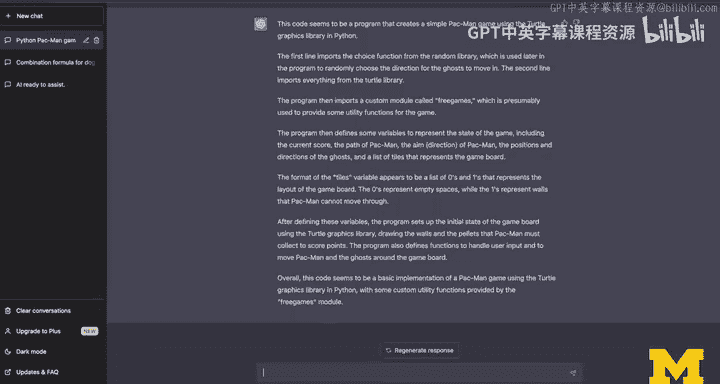 GPT中英字幕课程资源@bilibili.com
GPT中英字幕课程资源 bilibili
New chat
Python Pac-Man gam
Combination formula for dog
AI ready to assist.
This code seems to be a program that creates a simple Pac-Man game using the Turtle
graphics library in Python.
The first line imports the choice function from the random library, which is used later in
the program to randomly choose the direction for the ghosts to move in. The second line
imports everything from the turtle library.
The program then imports a custom module called "freegames," which is presumably
used to provide some utility functions for the game.
The program then defines some variables to represent the state of the game, including
the current score, the path of Pac-Man, the aim (direction) of Pac-Man, the positions and
directions of the ghosts, and a list of tiles that represents the game board.
The format of the "tiles" variable appears to be a list of 0's and 1's that represents the
layout of the game board. The 0's represent empty spaces, while the 1's represent walls
that Pac-Man cannot move through.
After defining these variables, the program sets up the initial state of the game board
using the Turtle graphics library, drawing the walls and the pellets that Pac-Man must
collect to score points. The program also defines functions to handle user input and to
move Pac-Man and the ghosts around the game board.
Overall, this code seems to be a basic implementation of a Pac-Man game using the Turtle
graphics library in Python, with some custom utility functions provided by the
"freegames" module.
Clear conversations
Upgrade to Plus NEW
Dark mode
Updates & FAQ
Regenerate response
M